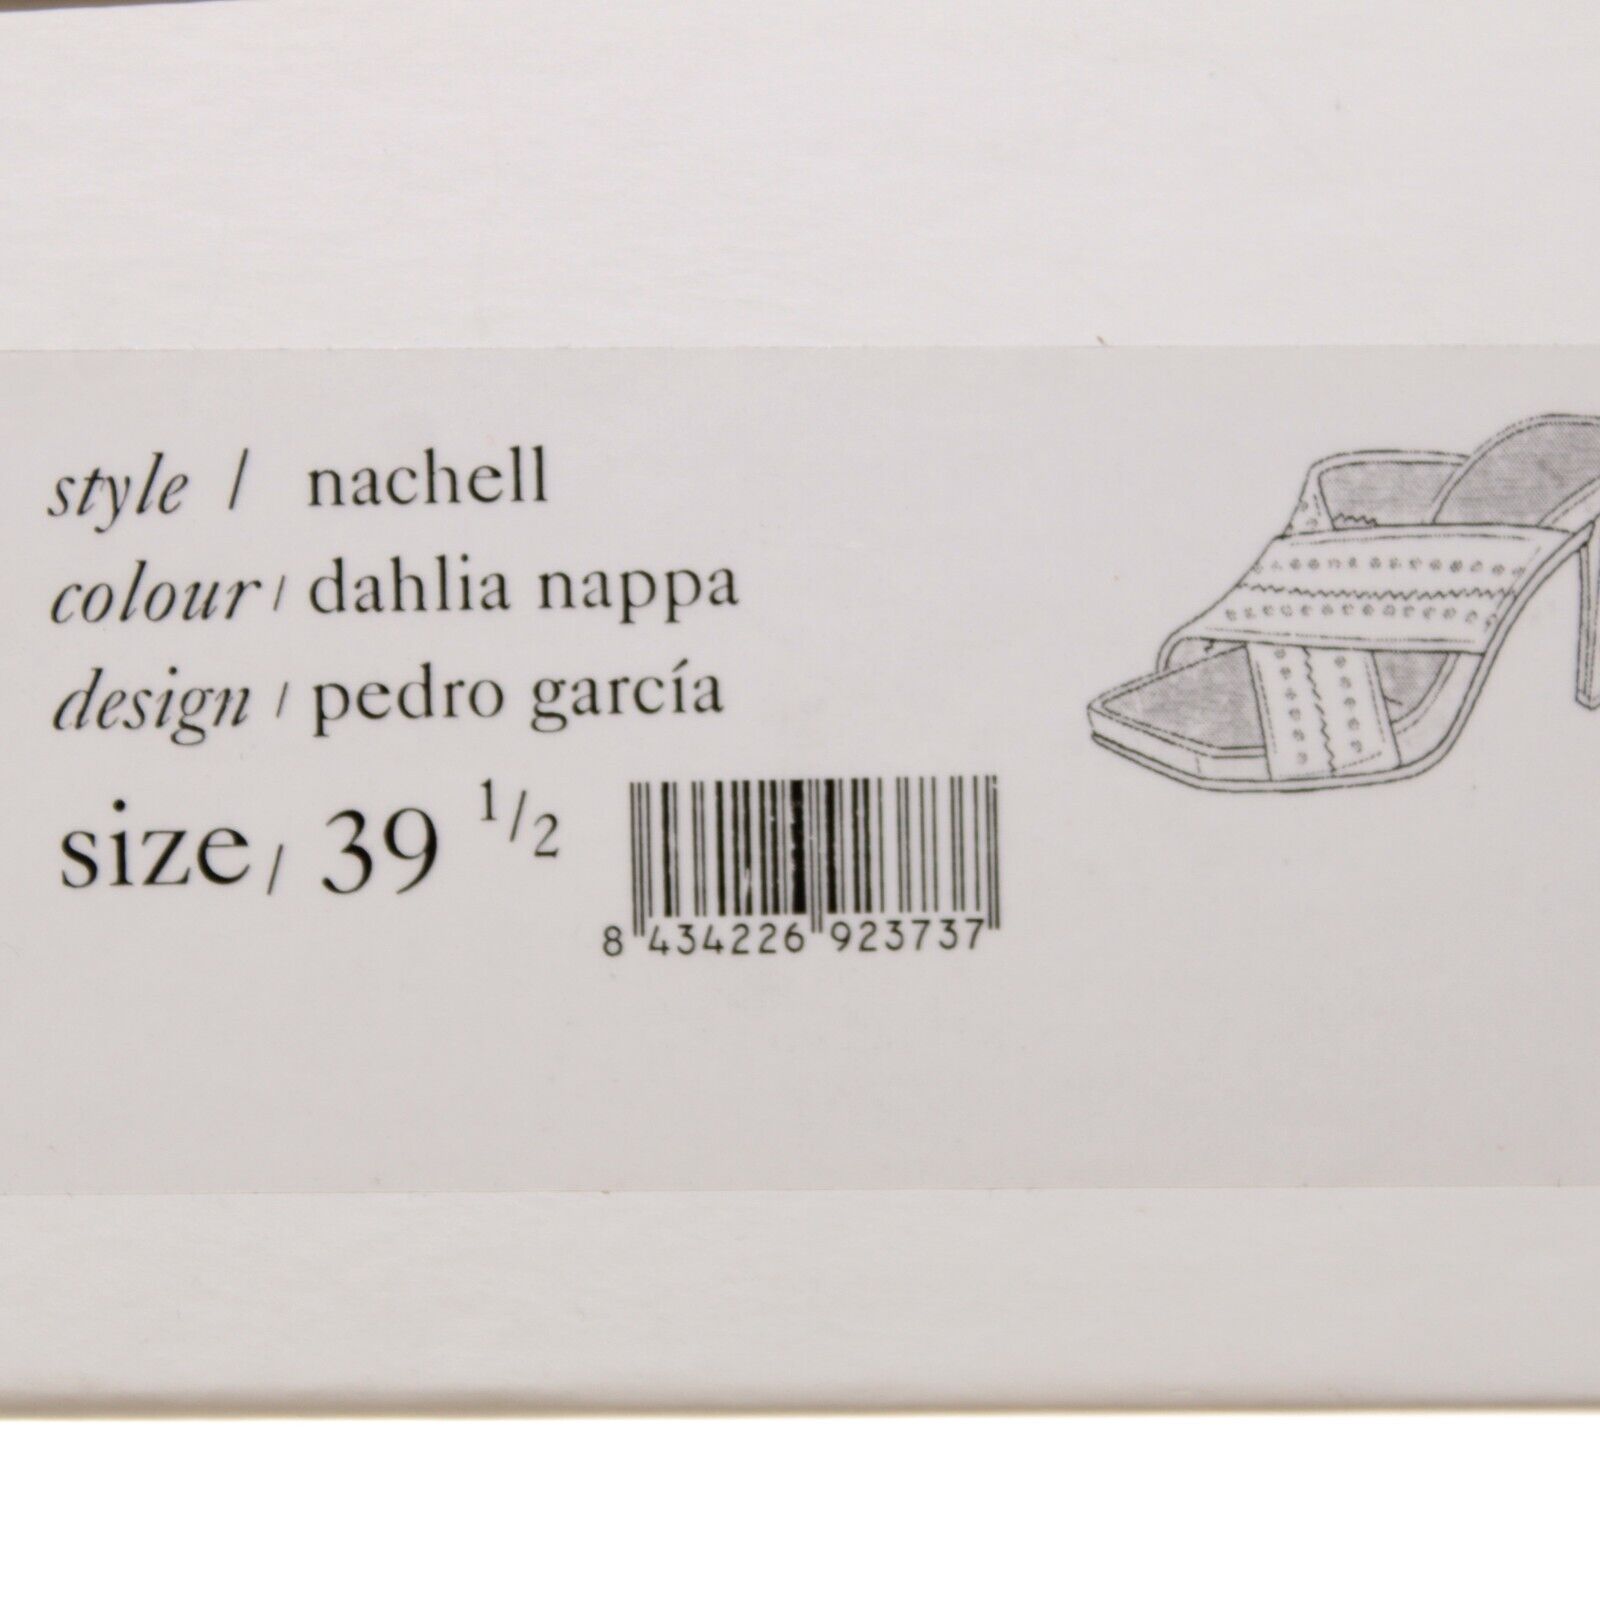 style / nachell
colour / dahlia nappa
design / pedro garcía
size / 39 1/2
8 434226 923737